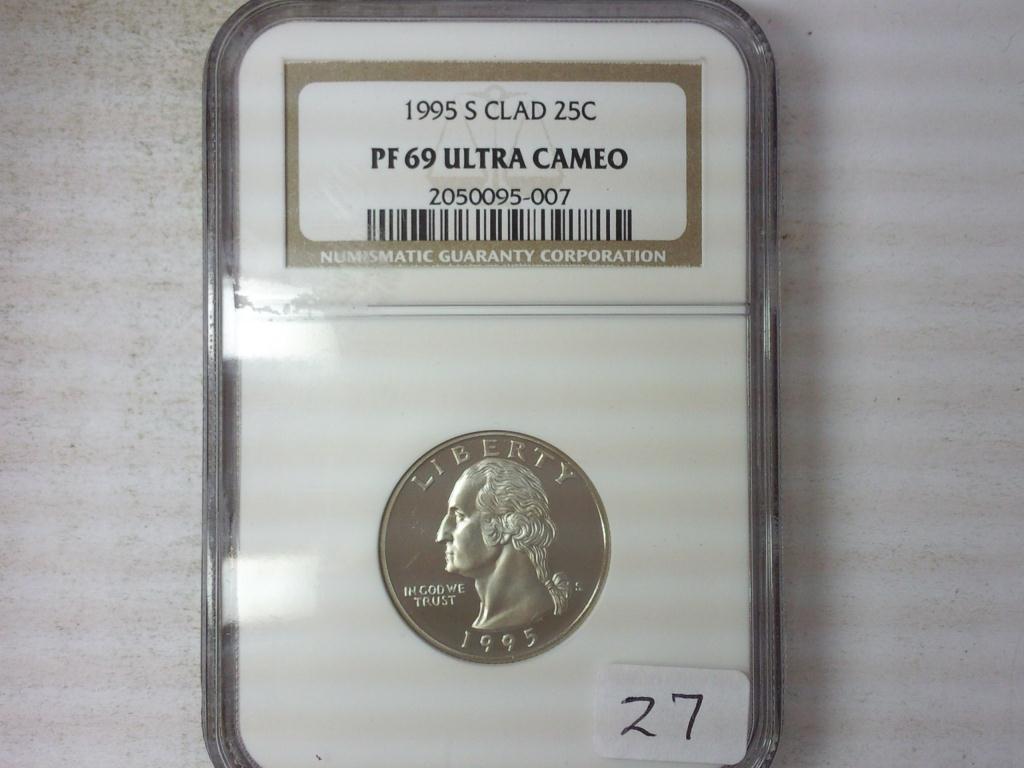 1995 S CLAD 25C
PF 69 ULTRA CAMEO
2050095-007
NUMISMATIC GUARANTY CORPORATION
LIBERTY
IN GOD WE
TRUST
S
1995
27